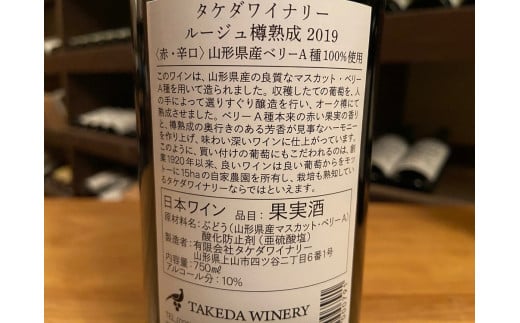 タケダワイナリー
ルージュ樽熟成 2019
〈赤・辛口〉山形県産ベリーA種100%使用
このワインは、山形県産の良質なマスカット・ベリー
A種を用いて造られました。収穫したての葡萄を、人
の手によって選りすぐり醸造を行い、オーク樽にて
熟成させました。ベリーA種本来の赤い果実の香り
と、樽熟成の奥行きのある芳香が見事なハーモニー
を作り上げ、味わい深いワインに仕上がっています。
このように、買い付けの葡萄にもこだわれるのは、創
業1920年以来、良いワインは良い葡萄からをモッ
トーに15haの自家農園を所有し、栽培も熟知してい
るタケダワイナリーならではといえます。
日本ワイン 品目：果実酒
原材料名：ぶどう(山形県産マスカット・ベリーA)
酸化防止剤(亜硫酸塩)
製造者：有限会社タケダワイナリー
山形県上山市四ツ谷二丁目6番1号
内容量：750mℓ
アルコール分：10%
TAKEDA WINERY